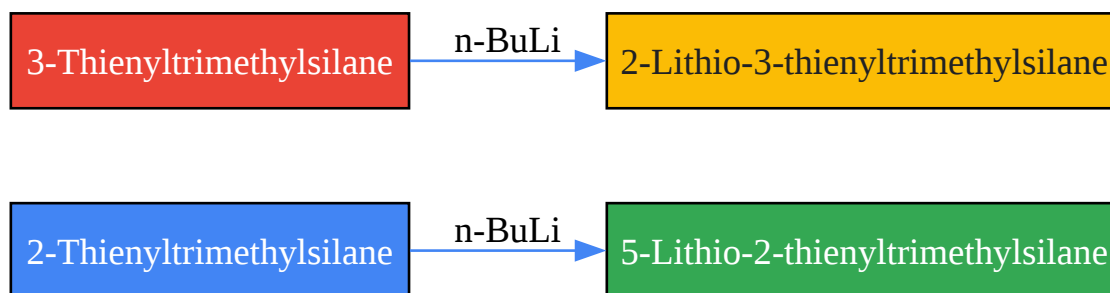 3-Thienyltrimethylsilane
n-BuLi
2-Lithio-3-thienyltrimethylsilane
2-Thienyltrimethylsilane
n-BuLi
5-Lithio-2-thienyltrimethylsilane